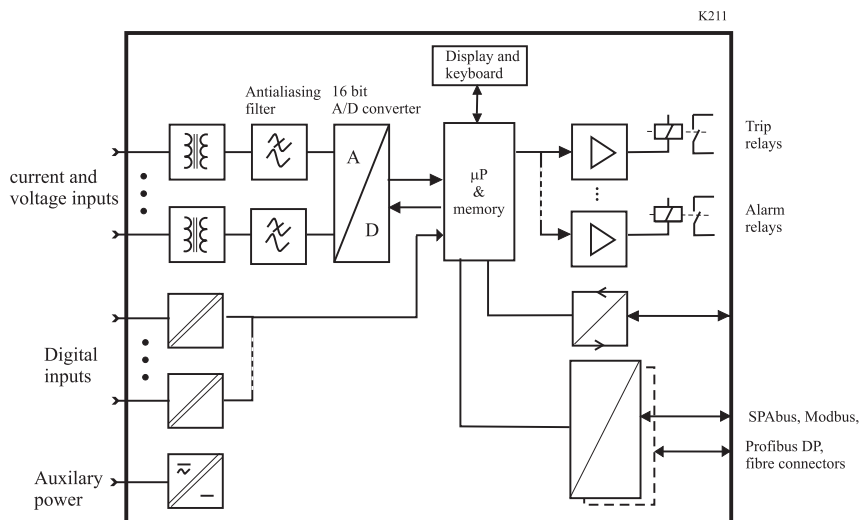 K211
Display and
keyboard
Antialiasing
filter
16 bit
A/D converter
Trip
relays
A
D
µP
&
memory
current and
voltage inputs
Alarm
relays
Digital
inputs
SPAbus, Modbus,
Profibus DP,
fibre connectors
Auxilary
power